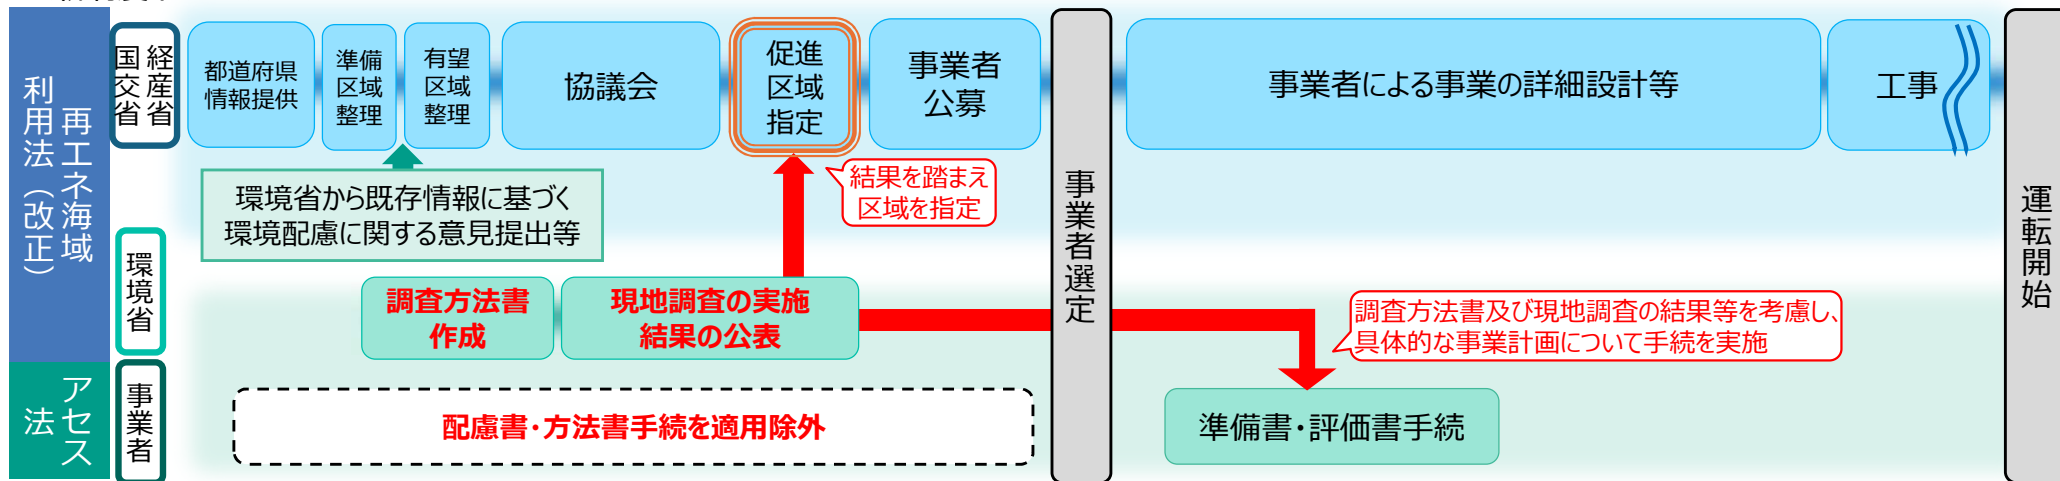 再エネ海域
利用法（改正）
経産省
国交省
都道府県
情報提供
準備
区域
整理
有望
区域
整理
協議会
促進
区域
指定
事業者
公募
事業者による事業の詳細設計等
工事
環境省から既存情報に基づく
環境配慮に関する意見提出等
結果を踏まえ
区域を指定
事業者選定
運転開始
環境省
調査方法書
作成
現地調査の実施
結果の公表
調査方法書及び現地調査の結果等を考慮し、
具体的な事業計画について手続を実施
アセス
法
事業者
配慮書・方法書手続を適用除外
準備書・評価書手続